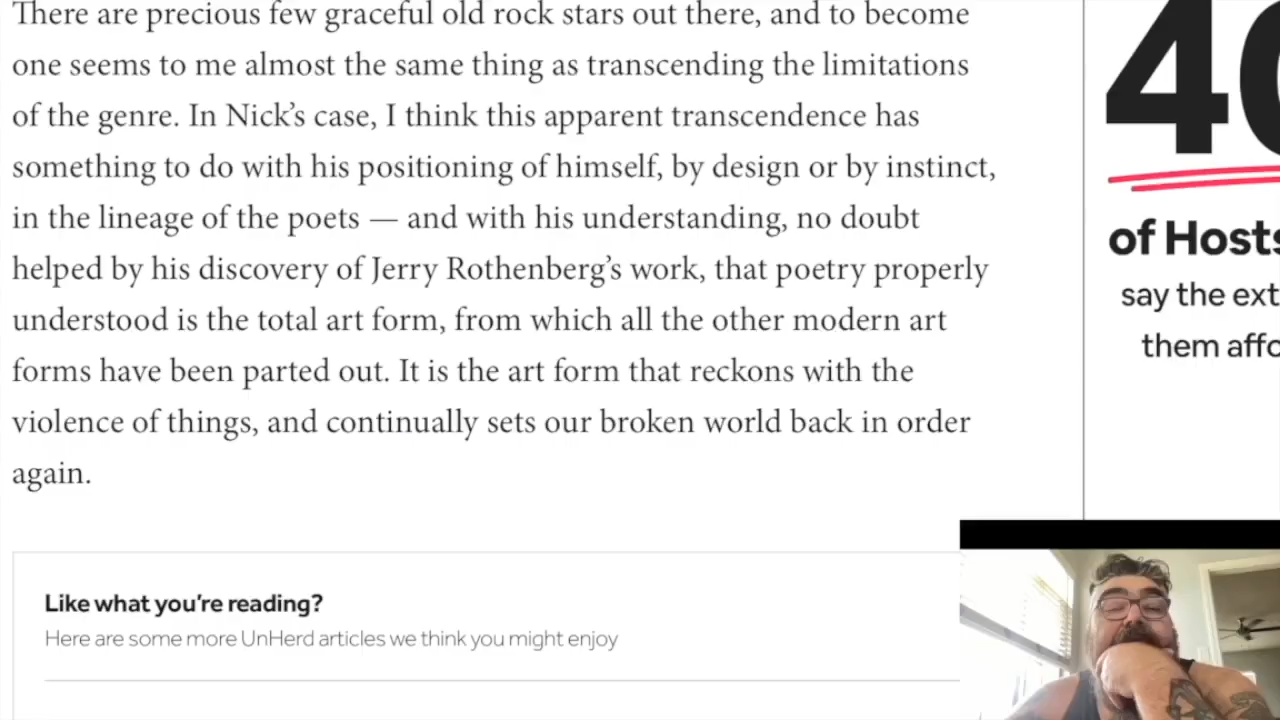 There are precious few graceful old rock stars out there, and to become
one seems to me almost the same thing as transcending the limitations
of the genre. In Nick’s case, I think this apparent transcendence has
something to do with his positioning of himself, by design or by instinct,
in the lineage of the poets — and with his understanding, no doubt
helped by his discovery of Jerry Rothenberg’s work, that poetry properly
understood is the total art form, from which all the other modern art
forms have been parted out. It is the art form that reckons with the
violence of things, and continually sets our broken world back in order
again.
Like what you’re reading?
Here are some more UnHerd articles we think you might enjoy
of Hosts
say the
them